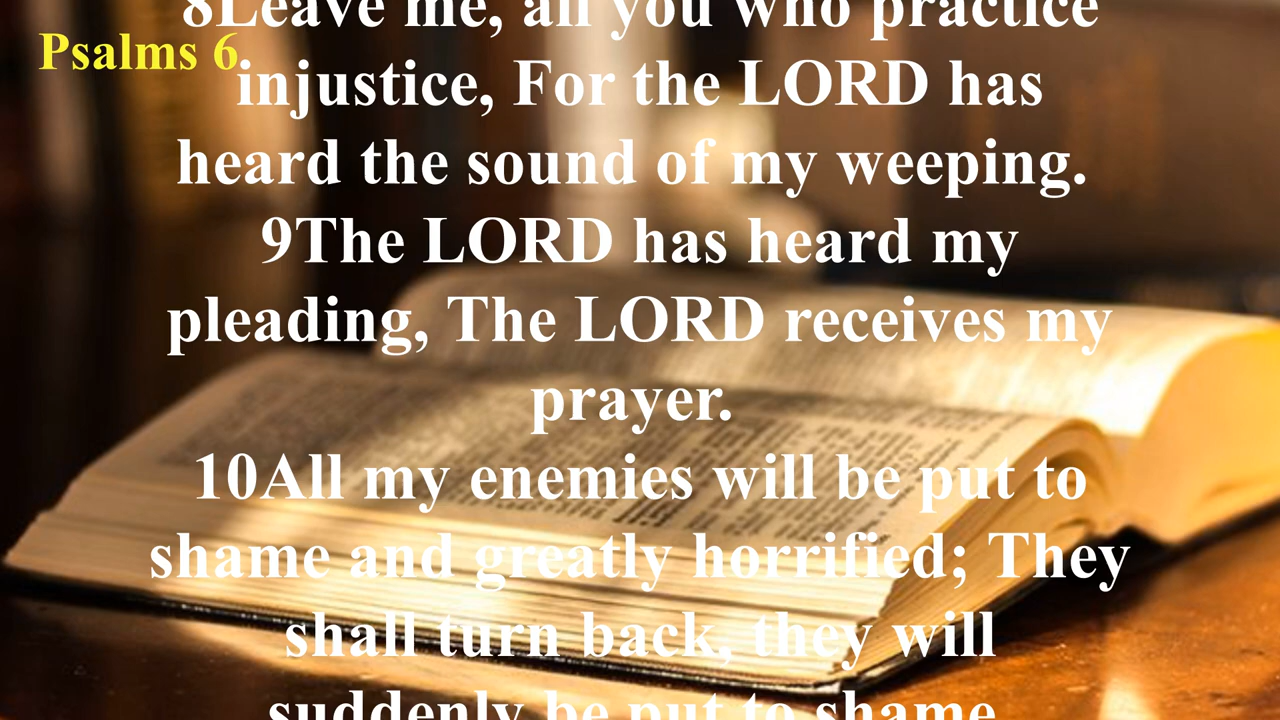 8Leave me, all you who practice
Psalms 6
injustice, For the LORD has
heard the sound of my weeping.
9The LORD has heard my
pleading, The LORD receives my
prayer.
10All my enemies will be put to
shame and greatly horrified; They
shall turn back, they will
suddenly be put to shame